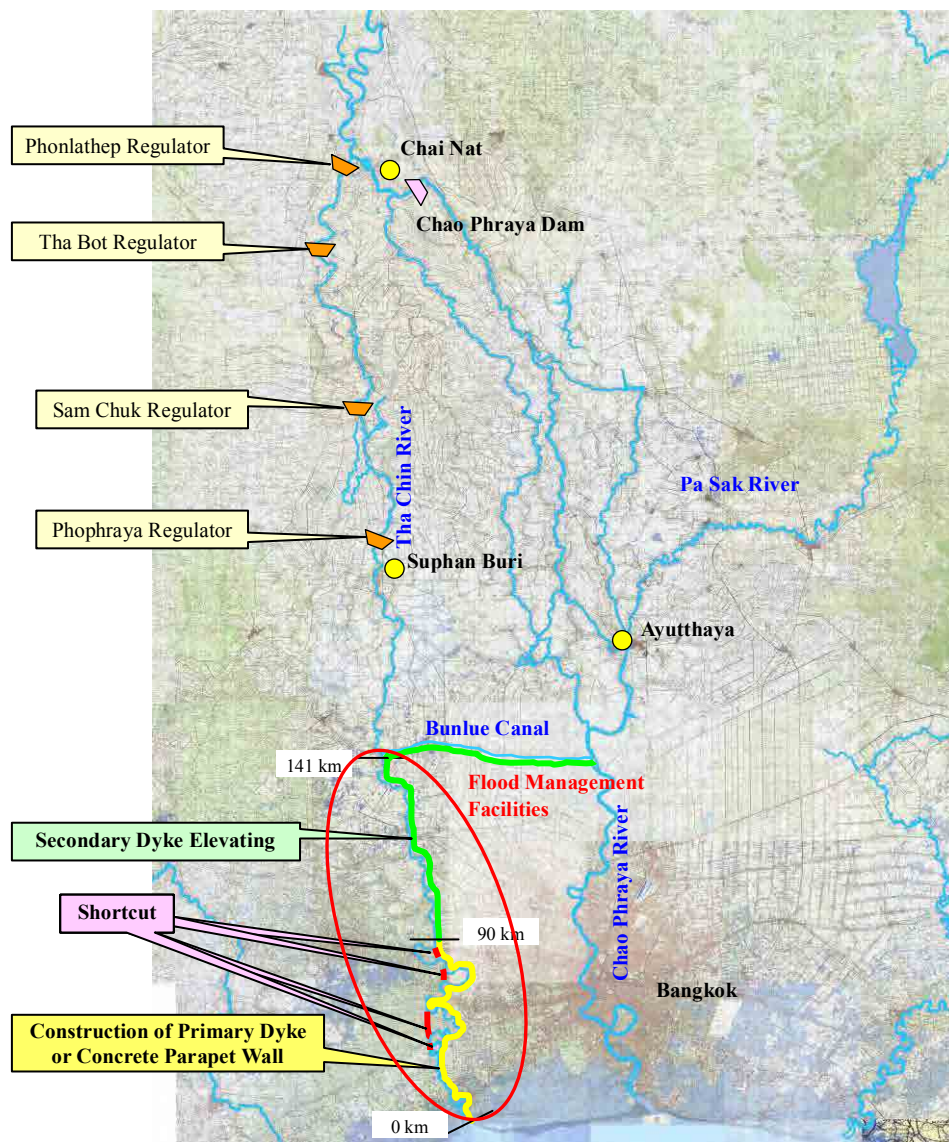 Phonlathep Regulator
Chai Nat
Chao Phraya Dam
Tha Bot Regulator
Sam Chuk Regulator
Tha Chin River
Pa Sak River
Phophraya Regulator
Suphan Buri
Ayutthaya
Bunlue Canal
141 km
Flood Management
Facilities
Secondary Dyke Elevating
Chao Phraya River
Shortcut
90 km
Bangkok
Construction of Primary Dyke
or Concrete Parapet Wall
0 km